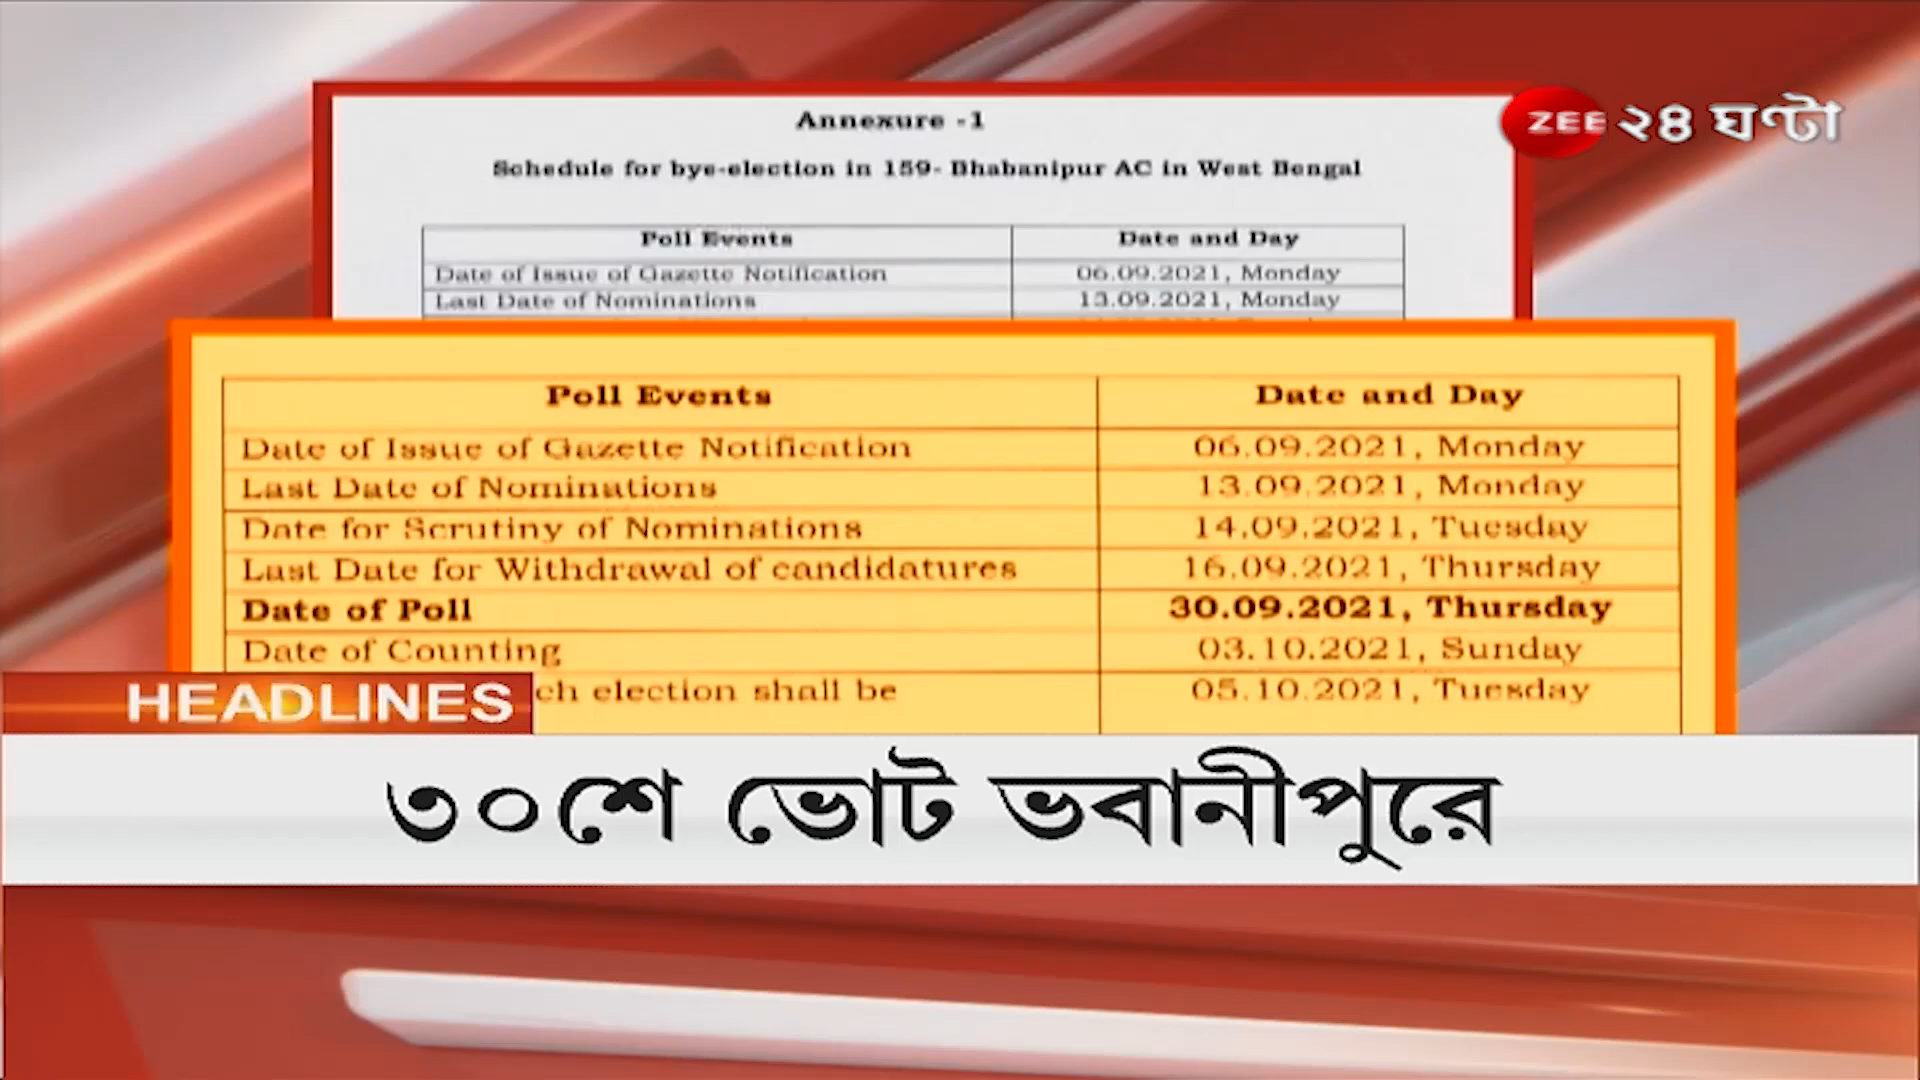 Annexure -1
ZEE ২৪ ঘণ্টা
Schedule for bye-election in 159- Bhabanipur AC in West Bengal
Poll Events Date and Day
Date of Issue of Gazette Notification 06.09.2021, Monday
Last Date of Nominations 13.09.2021, Monday
Poll Events Date and Day
Date of Issue of Gazette Notification 06.09.2021, Monday
Last Date of Nominations 13.09.2021, Monday
Date for Scrutiny of Nominations 14.09.2021, Tuesday
Last Date for Withdrawal of candidatures 16.09.2021, Thursday
Date of Poll 30.09.2021, Thursday
Date of Counting 03.10.2021, Sunday
election shall be 05.10.2021, Tuesday
HEADLINES
৩০শে ভোট ভবানীপুরে